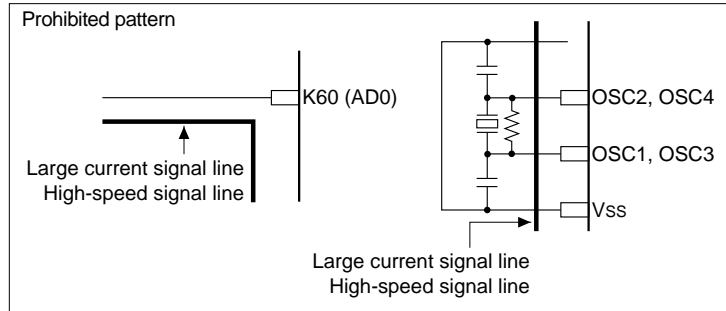 Prohibited pattern
K60 (AD0)
Large current signal line
High-speed signal line
OSC2, OSC4
OSC1, OSC3
VSS
Large current signal line
High-speed signal line